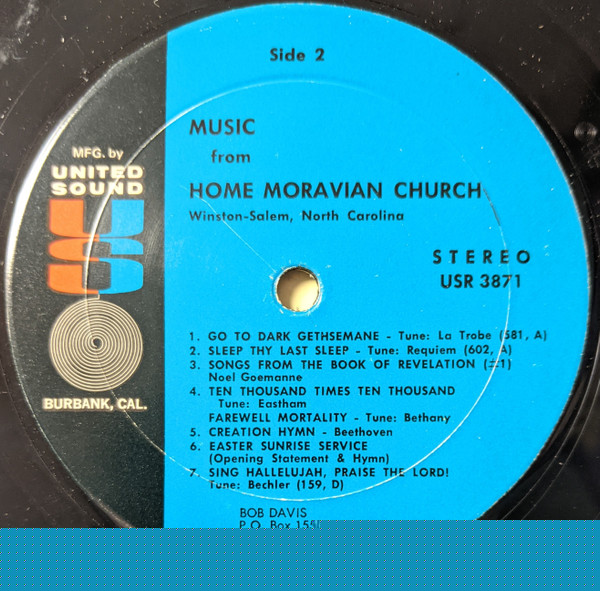 Side 2
MUSIC
from
HOME MORAVIAN CHURCH
Winston-Salem, North Carolina
MFG. by
UNITED
SOUND
US
BURBANK, CAL.
STEREO
USR 3871
1. GO TO DARK GETHSEMANE - Tune: La Trobe (581, A)
2. SLEEP THY LAST SLEEP - Tune: Requiem (602, A)
3. SONGS FROM THE BOOK OF REVELATION (#1)
Noel Goemanne
4. TEN THOUSAND TIMES TEN THOUSAND
Tune: Eastham
FAREWELL MORTALITY - Tune: Bethany
5. CREATION HYMN - Beethoven
6. EASTER SUNRISE SERVICE
(Opening Statement & Hymn)
7. SING HALLELUJAH, PRAISE THE LORD!
Tune: Bechler (159, D)
BOB DAVIS
P.O. Box